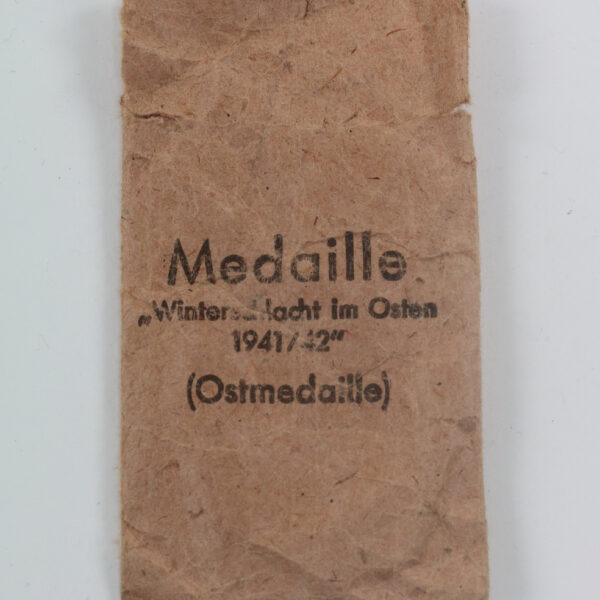 Medaille
„Winterschlacht im Osten
1941/42"
(Ostmedaille)